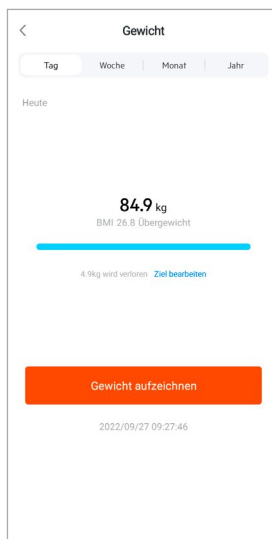 Gewicht
Tag Woche Monat Jahr
Heute
84.9 kg
BMI 26.8 Übergewicht
4.9kg wird verloren Ziel bearbeiten
Gewicht aufzeichnen
2022/09/27 09:27:46